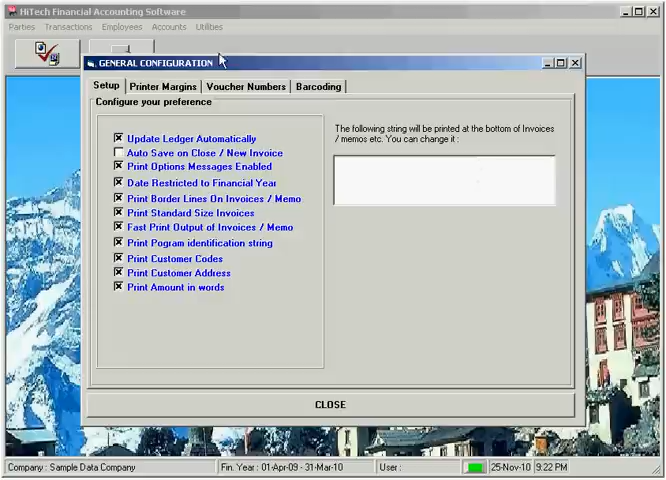 HiTech Financial Accounting Software
Parties Transactions Employees Accounts Utilities
GENERAL CONFIGURATION
Setup Printer Margins Voucher Numbers Barcoding
Configure your preference
Update Ledger Automatically
Auto Save on Close / New Invoice
Print Options Messages Enabled
Date Restricted to Financial Year
Print Border Lines On Invoices / Memo
Print Standard Size Invoices
Fast Print Output of Invoices / Memo
Print Pogram identification string
Print Customer Codes
Print Customer Address
Print Amount in words
The following string will be printed at the bottom of Invoices
/ memos etc. You can change it :
CLOSE
Company : Sample Data Company Fin. Year : 01-Apr-09 - 31-Mar-10 User : 25-Nov-10 9:22 PM